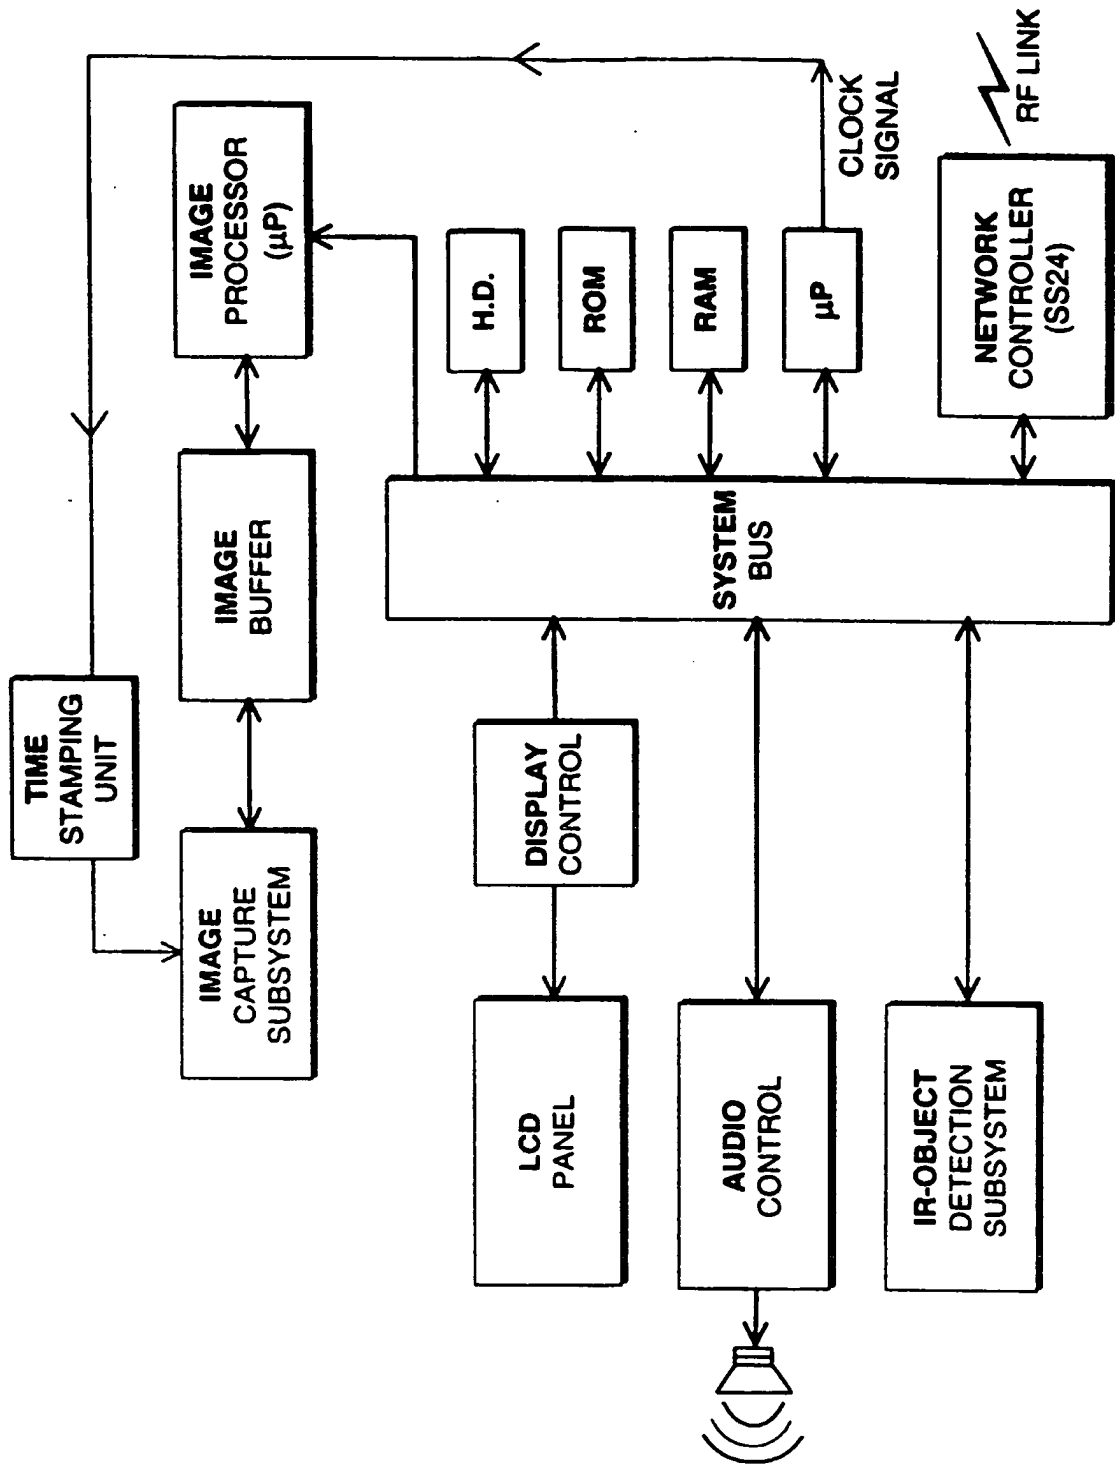 TIME
STAMPING
UNIT
IMAGE
CAPTURE
SUBSYSTEM
IMAGE
BUFFER
IMAGE
PROCESSOR
(µP)
LCD
PANEL
DISPLAY
CONTROL
H.D.
ROM
RAM
µP
CLOCK
SIGNAL
SYSTEM
BUS
AUDIO
CONTROL
IR-OBJECT
DETECTION
SUBSYSTEM
NETWORK
CONTROLLER
(SS24)
RF LINK